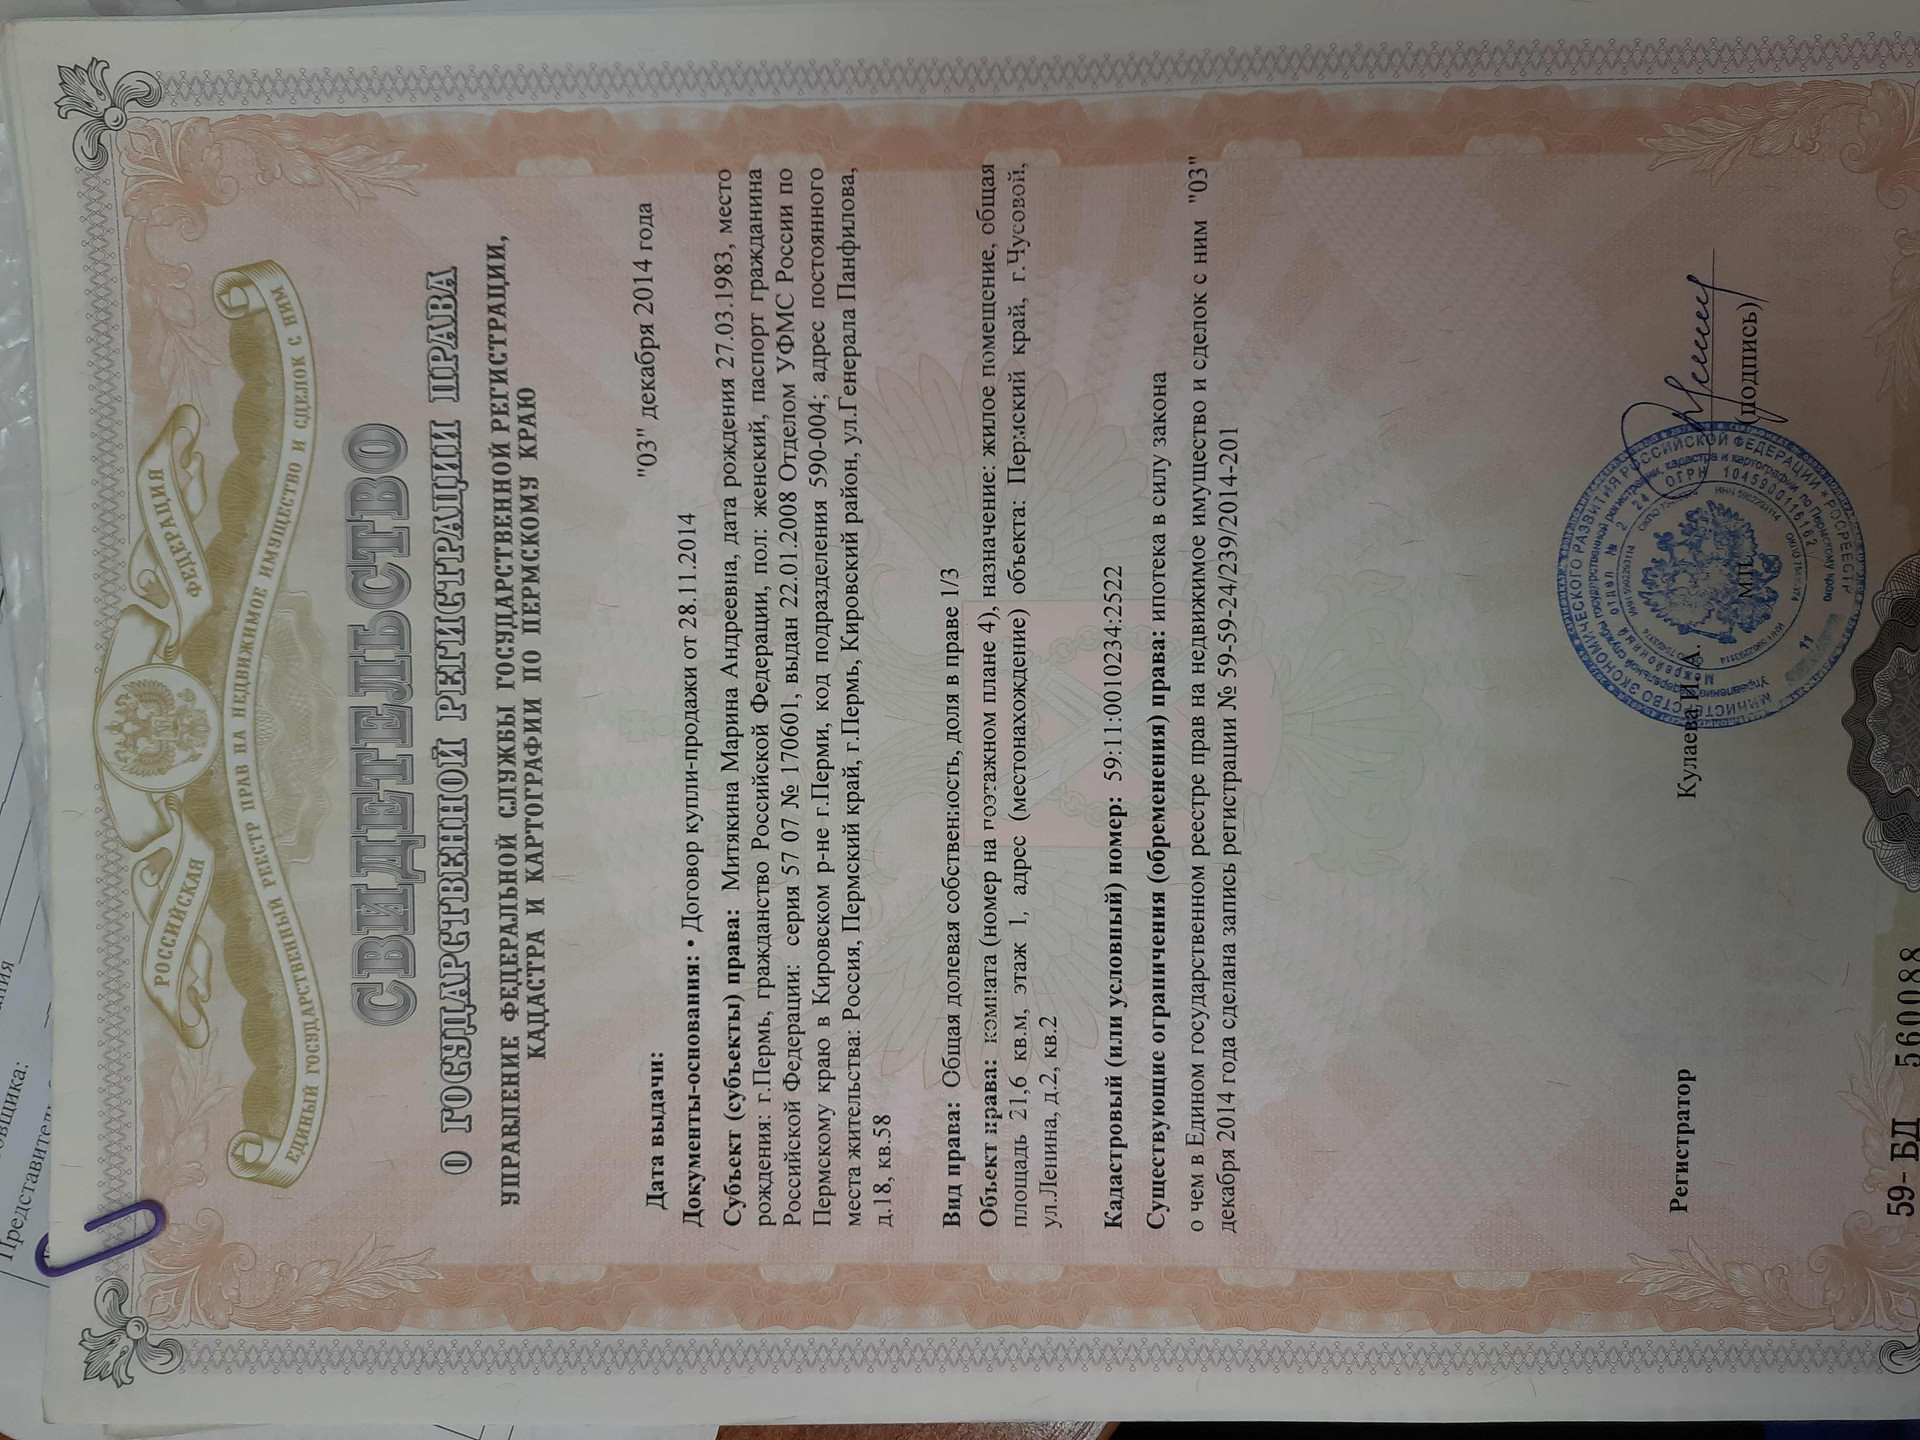 РОССИЙСКАЯ ФЕДЕРАЦИЯ
ЕДИНЫЙ ГОСУДАРСТВЕННЫЙ РЕЕСТР ПРАВ НА НЕДВИЖИМОЕ ИМУЩЕСТВО И СДЕЛОК С НИМ
СВИДЕТЕЛЬСТВО
О ГОСУДАРСТВЕННОЙ РЕГИСТРАЦИИ ПРАВА
УПРАВЛЕНИЕ ФЕДЕРАЛЬНОЙ СЛУЖБЫ ГОСУДАРСТВЕННОЙ РЕГИСТРАЦИИ,
КАДАСТРА И КАРТОГРАФИИ ПО ПЕРМСКОМУ КРАЮ
Дата выдачи: "03" декабря 2014 года
Документы-основания: • Договор купли-продажи от 28.11.2014
Субъект (субъекты) права: Митякина Марина Андреевна, дата рождения 27.03.1983, место
рождения: г.Пермь, гражданство Российской Федерации, пол: женский, паспорт гражданина
Российской Федерации: серия 57 07 № 170601, выдан 22.01.2008 Отделом УФМС России по
Пермскому краю в Кировском р-не г.Перми, код подразделения 590-004; адрес постоянного
места жительства: Россия, Пермский край, г.Пермь, Кировский район, ул.Генерала Панфилова,
д.18, кв.58
Вид права: Общая долевая собственность, доля в праве 1/3
Объект права: комната (номер на поэтажном плане 4), назначение: жилое помещение, общая
площадь 21,6 кв.м, этаж 1, адрес (местонахождение) объекта: Пермский край, г.Чусовой,
ул.Ленина, д.2, кв.2
Кадастровый (или условный) номер: 59:11:0010234:2522
Существующие ограничения (обременения) права: ипотека в силу закона
о чем в Едином государственном реестре прав на недвижимое имущество и сделок с ним "03"
декабря 2014 года сделана запись регистрации № 59-59-24/239/2014-201
Регистратор Кулаева И.А.
М.П.
(подпись)
59-БД 560088
Представител